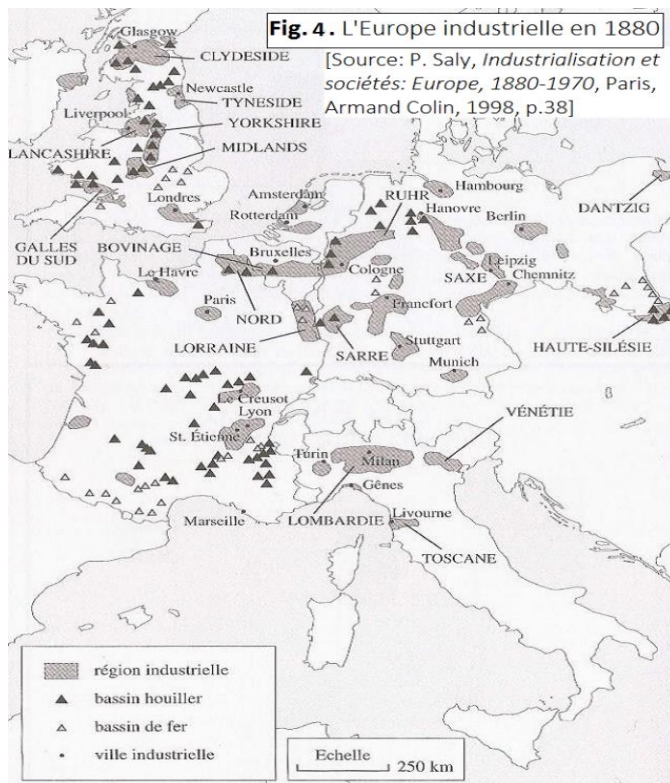 Fig. 4. L'Europe industrielle en 1880
[Source: P. Saly, Industrialisation et
sociétés: Europe, 1880-1970, Paris,
Armand Colin, 1998, p.38]
Glasgow
CLYDESIDE
Newcastle
TYNESIDE
Liverpool
YORKSHIRE
LANCASHIRE
MIDLANDS
Londres
GALLES
DU SUD
Amsterdam
Rotterdam
RUHR
Hambourg
Hanovre
Berlin
DANTZIG
BOVINAGE
Bruxelles
Cologne
SAXE
Leipzig
Chemnitz
Le Havre
Paris
NORD
Francfort
LORRAINE
SARRE
Stuttgart
Munich
HAUTE-SILÉSIE
Le Creusot
Lyon
St. Étienne
VÉNÉTIE
Turin
Milan
Gênes
Marseille
LOMBARDIE
Livourne
TOSCANE
région industrielle
bassin houiller
bassin de fer
ville industrielle
Echelle
250 km